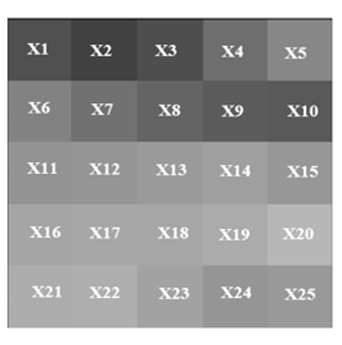 X1 X2 X3 X4 X5
X6 X7 X8 X9 X10
X11 X12 X13 X14 X15
X16 X17 X18 X19 X20
X21 X22 X23 X24 X25